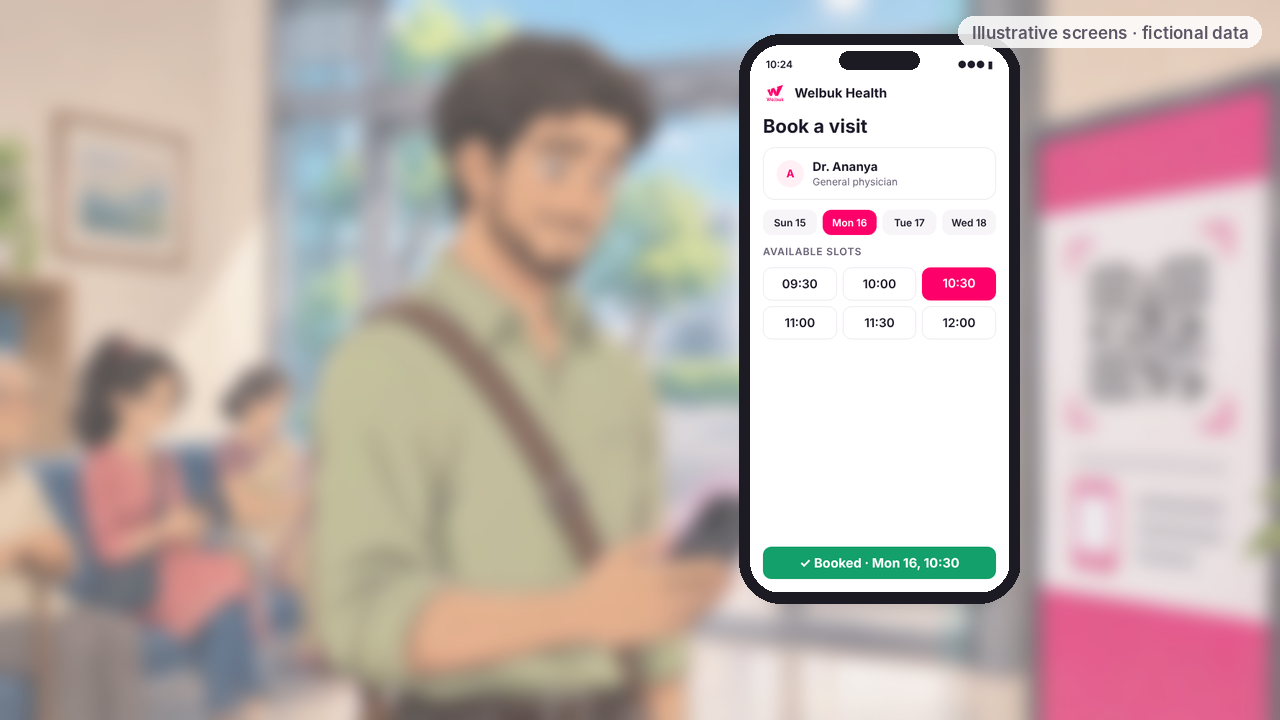 Illustrative screens · fictional data
10:24
Welbuk
Welbuk Health
Book a visit
A
Dr. Ananya
General physician
Sun 15
Mon 16
Tue 17
Wed 18
AVAILABLE SLOTS
09:30
10:00
10:30
11:00
11:30
12:00
✓ Booked · Mon 16, 10:30